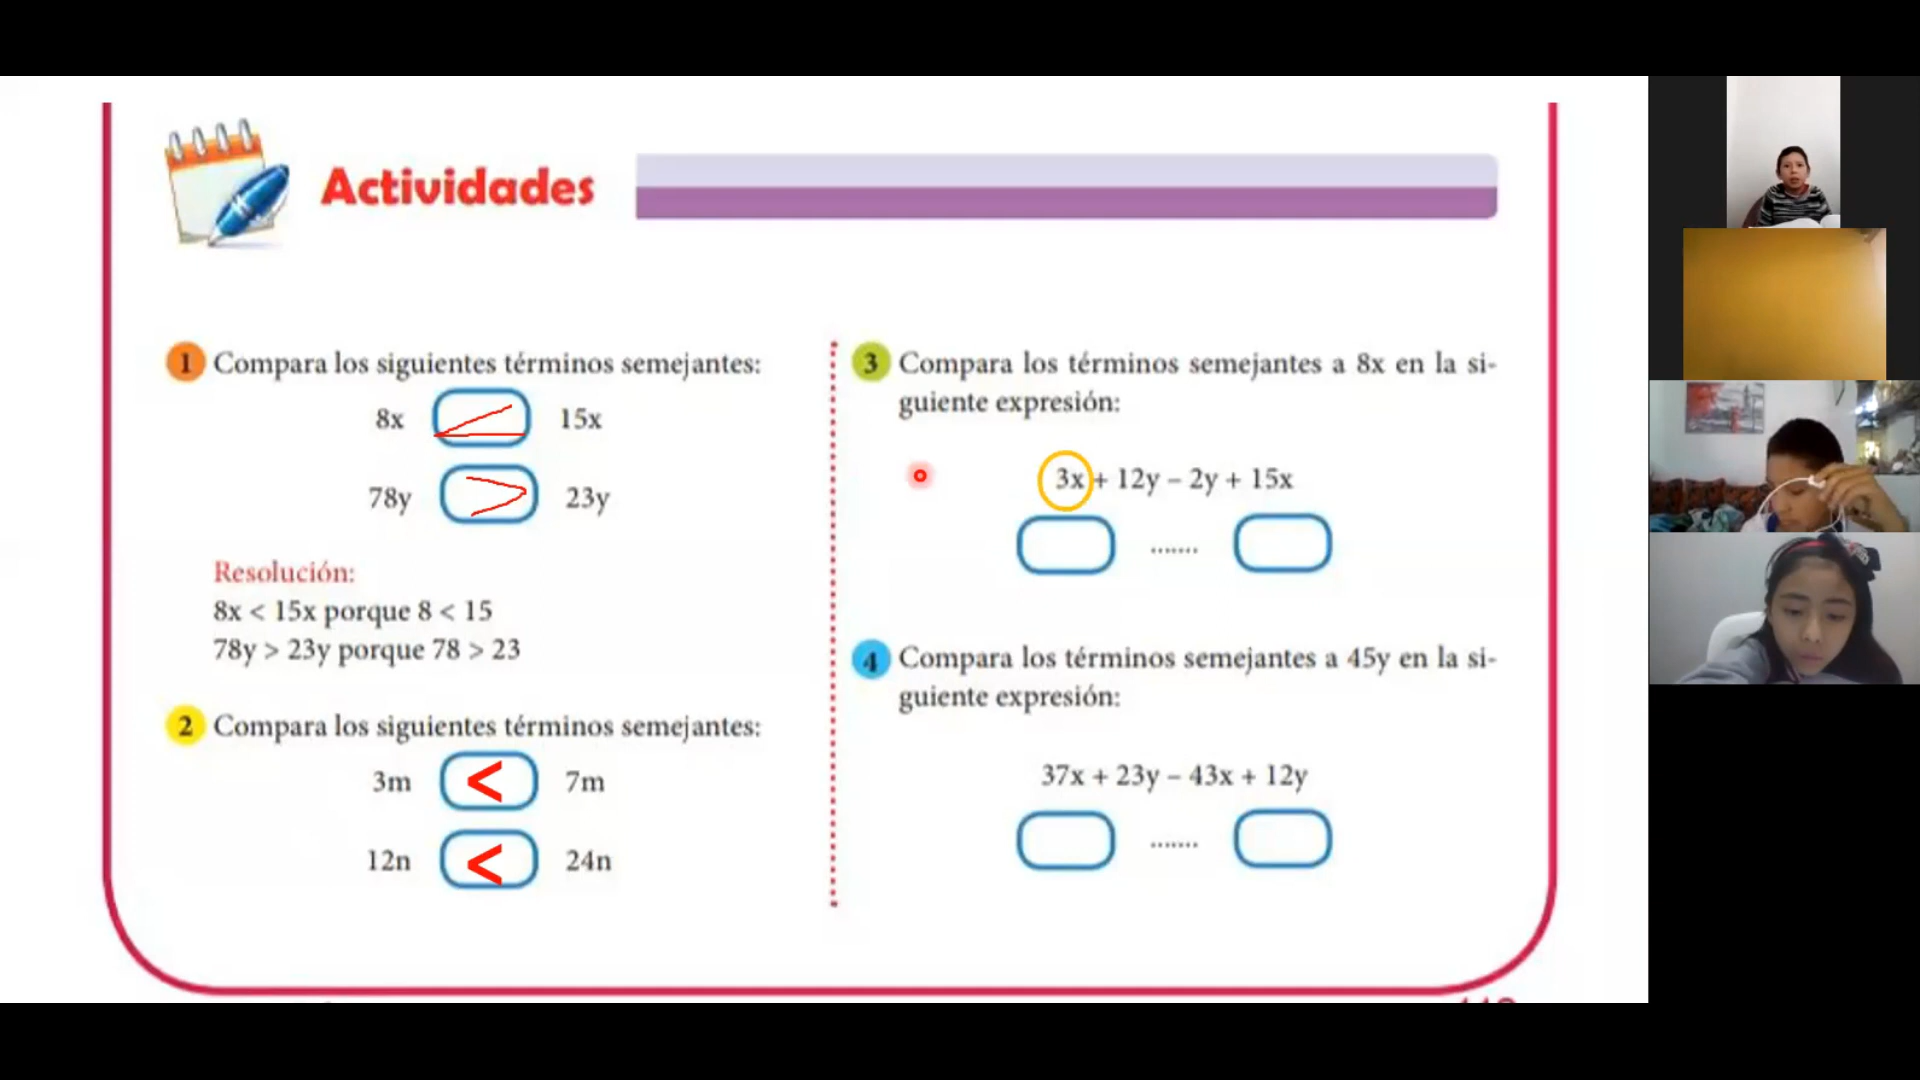 Actividades
1 Compara los siguientes términos semejantes:
8x < 15x
78y > 23y
Resolución:
8x < 15x porque 8 < 15
78y > 23y porque 78 > 23
2 Compara los siguientes términos semejantes:
3m < 7m
12n < 24n
3 Compara los términos semejantes a 8x en la si-
guiente expresión:
3x + 12y – 2y + 15x
.......
4 Compara los términos semejantes a 45y en la si-
guiente expresión:
37x + 23y – 43x + 12y
.......